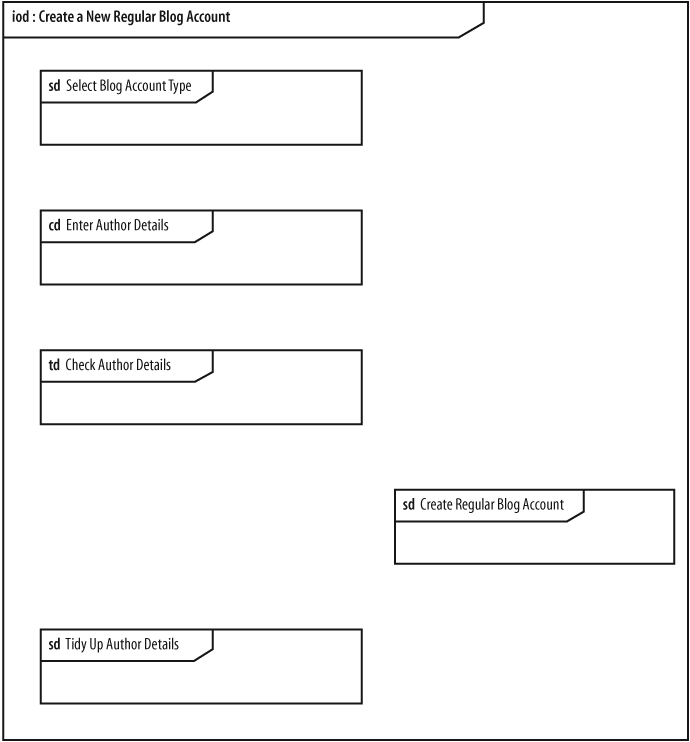 iod : Create a New Regular Blog Account
sd Select Blog Account Type
cd Enter Author Details
td Check Author Details
sd Create Regular Blog Account
sd Tidy Up Author Details